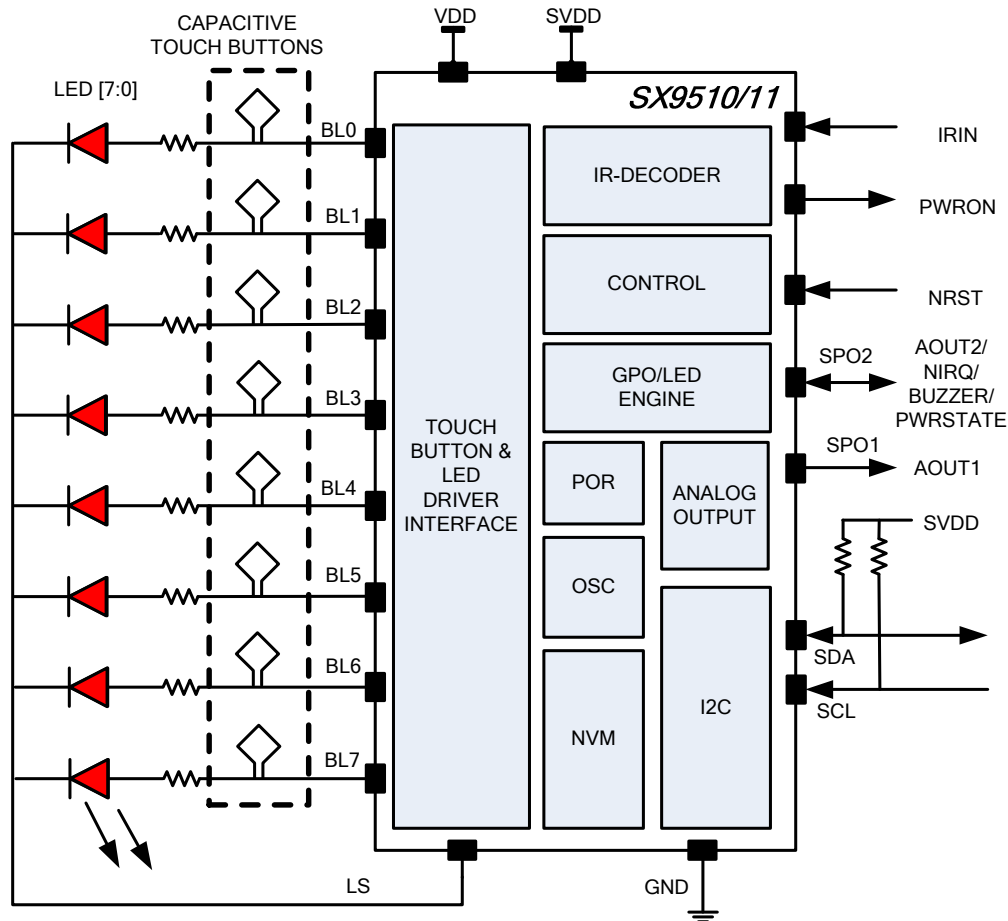 CAPACITIVE
TOUCH BUTTONS
VDD
SVDD
LED [7:0]
SX9510/11
BL0
BL1
BL2
BL3
BL4
BL5
BL6
BL7
TOUCH
BUTTON &
LED
DRIVER
INTERFACE
IR-DECODER
CONTROL
GPO/LED
ENGINE
POR
ANALOG
OUTPUT
OSC
NVM
I2C
IRIN
PWRON
NRST
SPO2
AOUT2/
NIRQ/
BUZZER/
PWRSTATE
SPO1
AOUT1
SVDD
SDA
SCL
LS
GND